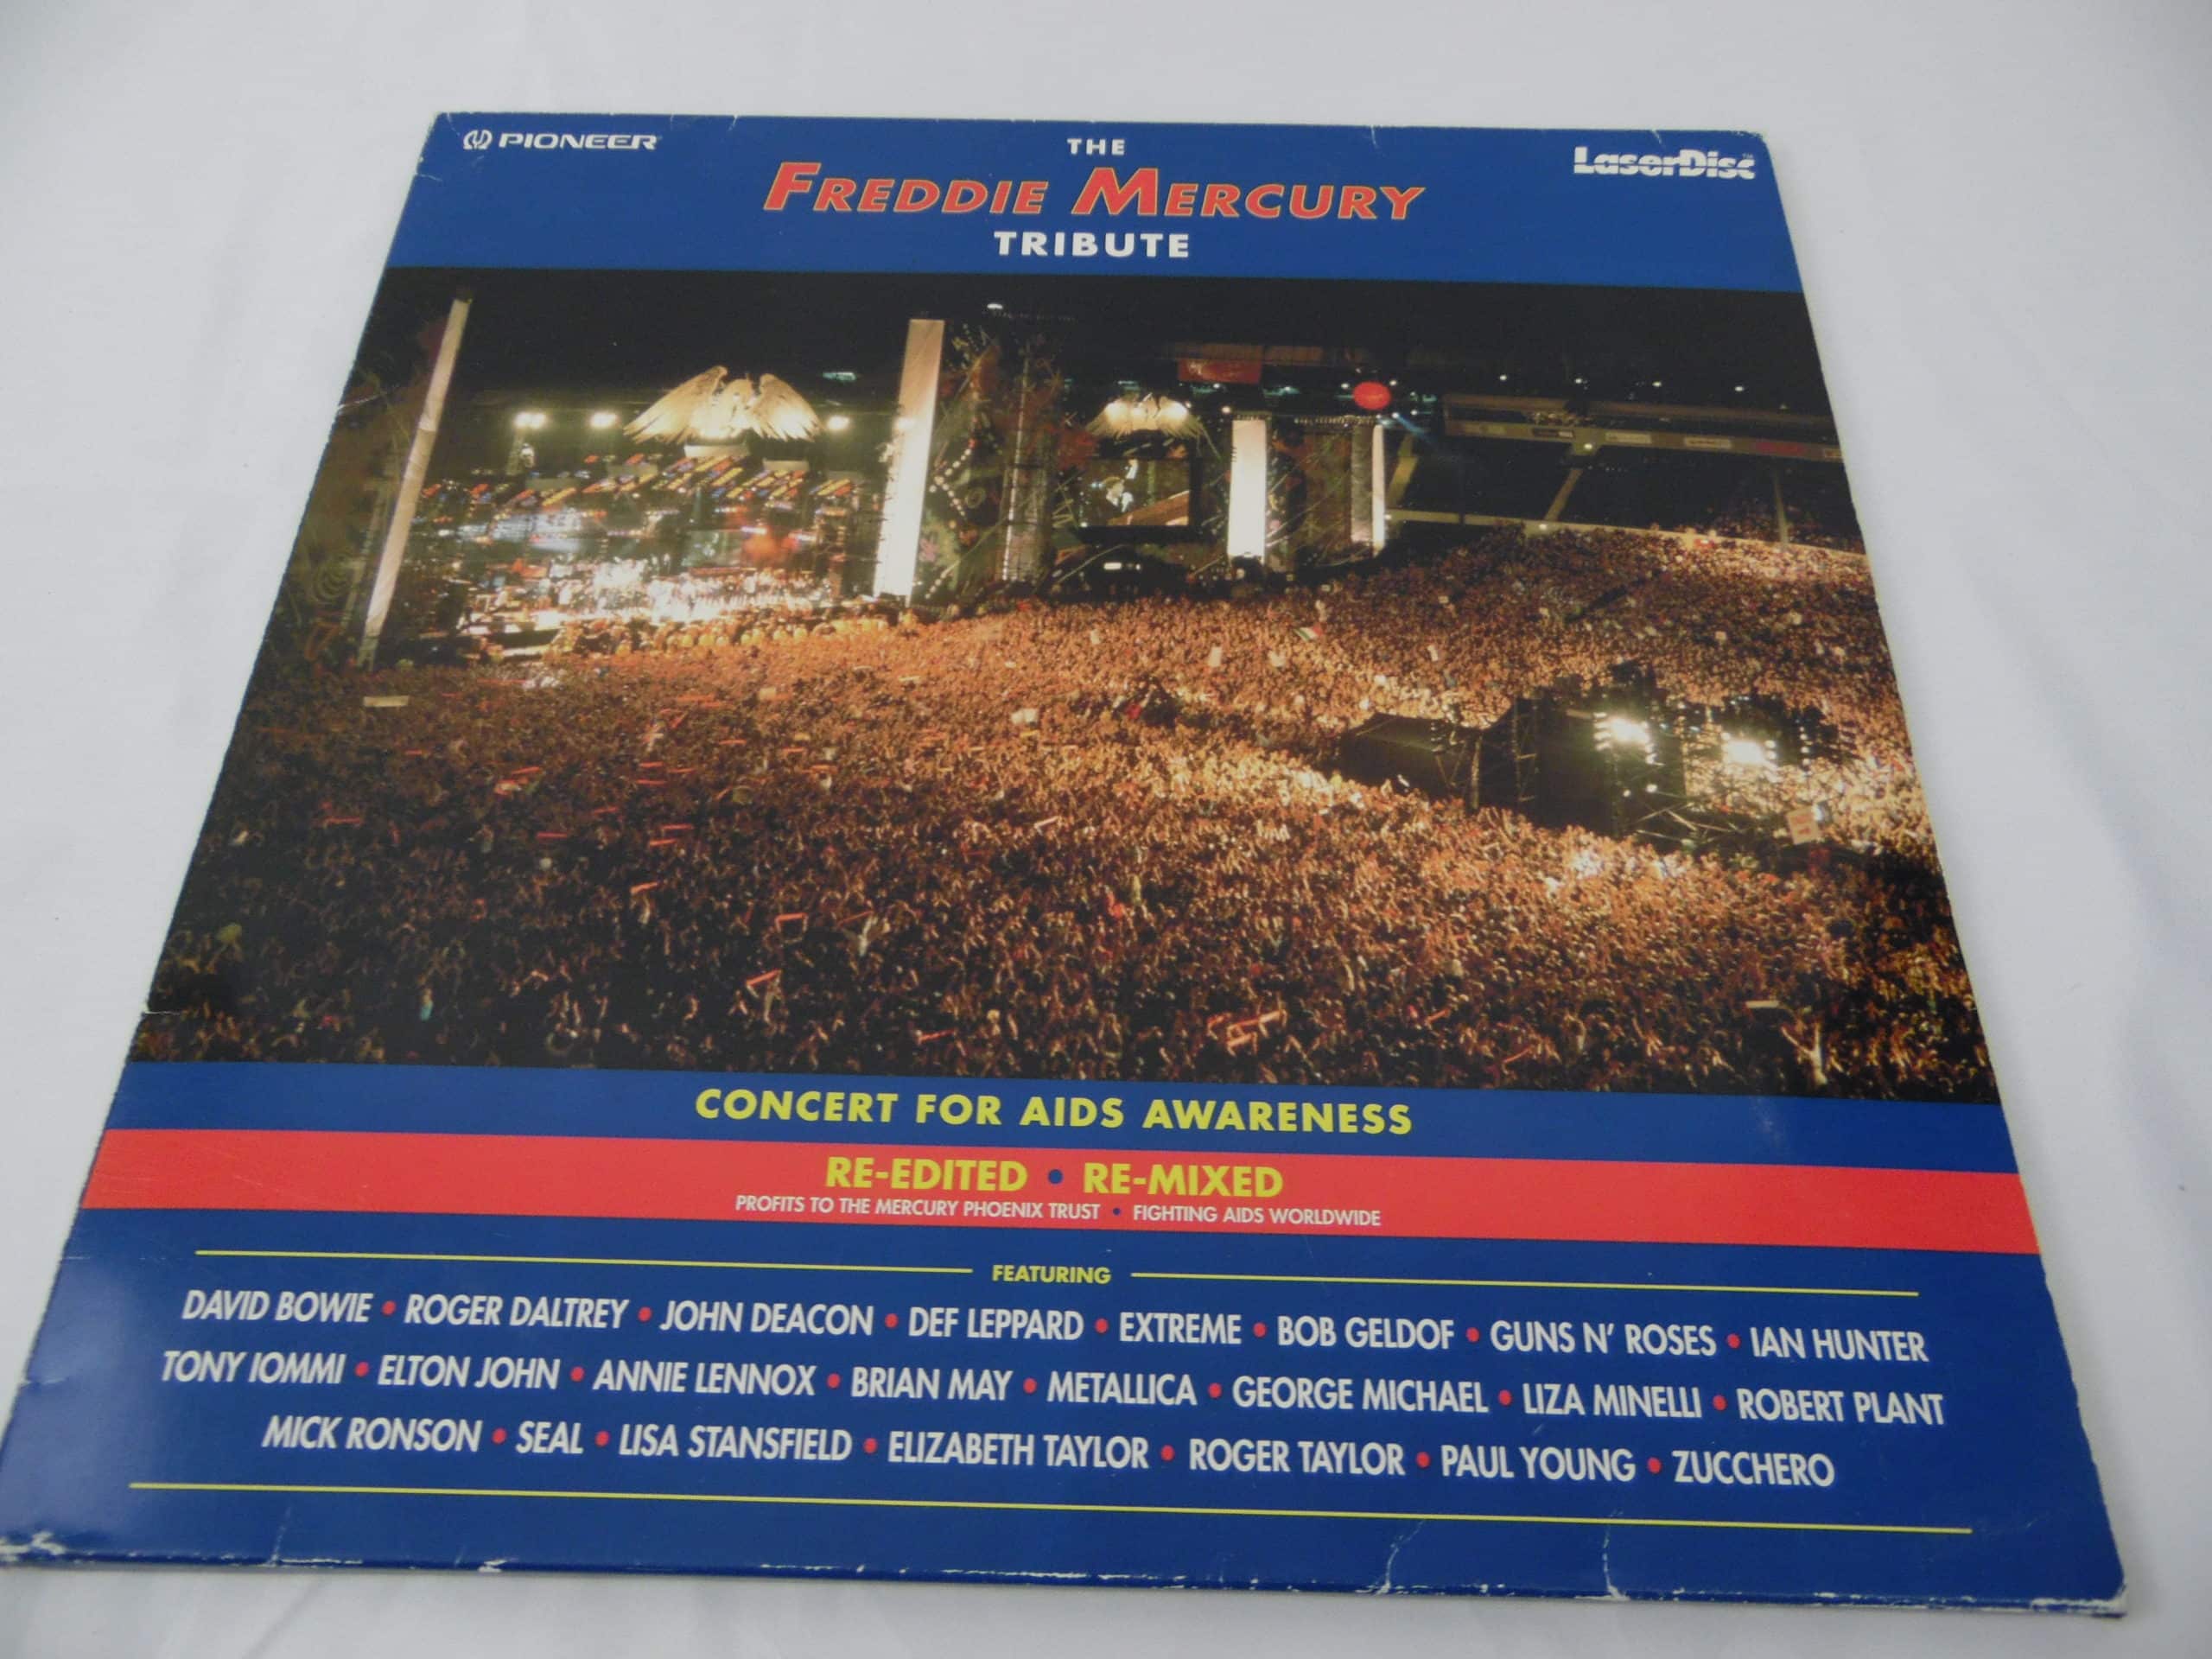 PIONEER
THE
LaserDisc
FREDDIE MERCURY
TRIBUTE
CONCERT FOR AIDS AWARENESS
RE-EDITED • RE-MIXED
PROFITS TO THE MERCURY PHOENIX TRUST • FIGHTING AIDS WORLDWIDE
FEATURING
DAVID BOWIE • ROGER DALTREY • JOHN DEACON • DEF LEPPARD • EXTREME • BOB GELDOF • GUNS N' ROSES • IAN HUNTER
TONY IOMMI • ELTON JOHN • ANNIE LENNOX • BRIAN MAY • METALLICA • GEORGE MICHAEL • LIZA MINELLI • ROBERT PLANT
MICK RONSON • SEAL • LISA STANSFIELD • ELIZABETH TAYLOR • ROGER TAYLOR • PAUL YOUNG • ZUCCHERO